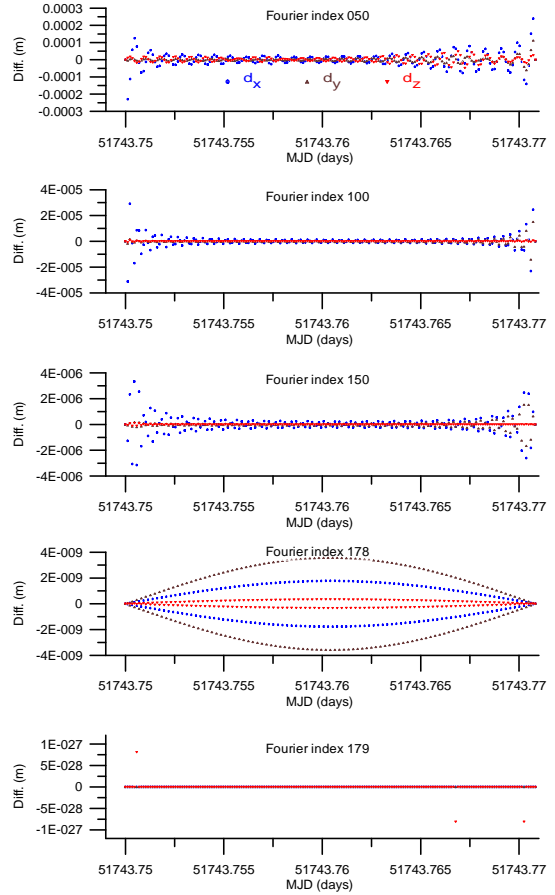 Fourier index 050
0.0003
0.0002
0.0001
0
-0.0001
-0.0002
-0.0003
Diff. (m)
d_x d_y d_z
51743.75 51743.755 51743.76 51743.765 51743.77
MJD (days)
Fourier index 100
4E-005
2E-005
0
-2E-005
-4E-005
Diff. (m)
51743.75 51743.755 51743.76 51743.765 51743.77
MJD (days)
Fourier index 150
4E-006
2E-006
0
-2E-006
-4E-006
Diff. (m)
51743.75 51743.755 51743.76 51743.765 51743.77
MJD (days)
Fourier index 178
4E-009
2E-009
0
-2E-009
-4E-009
Diff. (m)
51743.75 51743.755 51743.76 51743.765 51743.77
MJD (days)
Fourier index 179
1E-027
5E-028
0
-5E-028
-1E-027
Diff. (m)
51743.75 51743.755 51743.76 51743.765 51743.77
MJD (days)